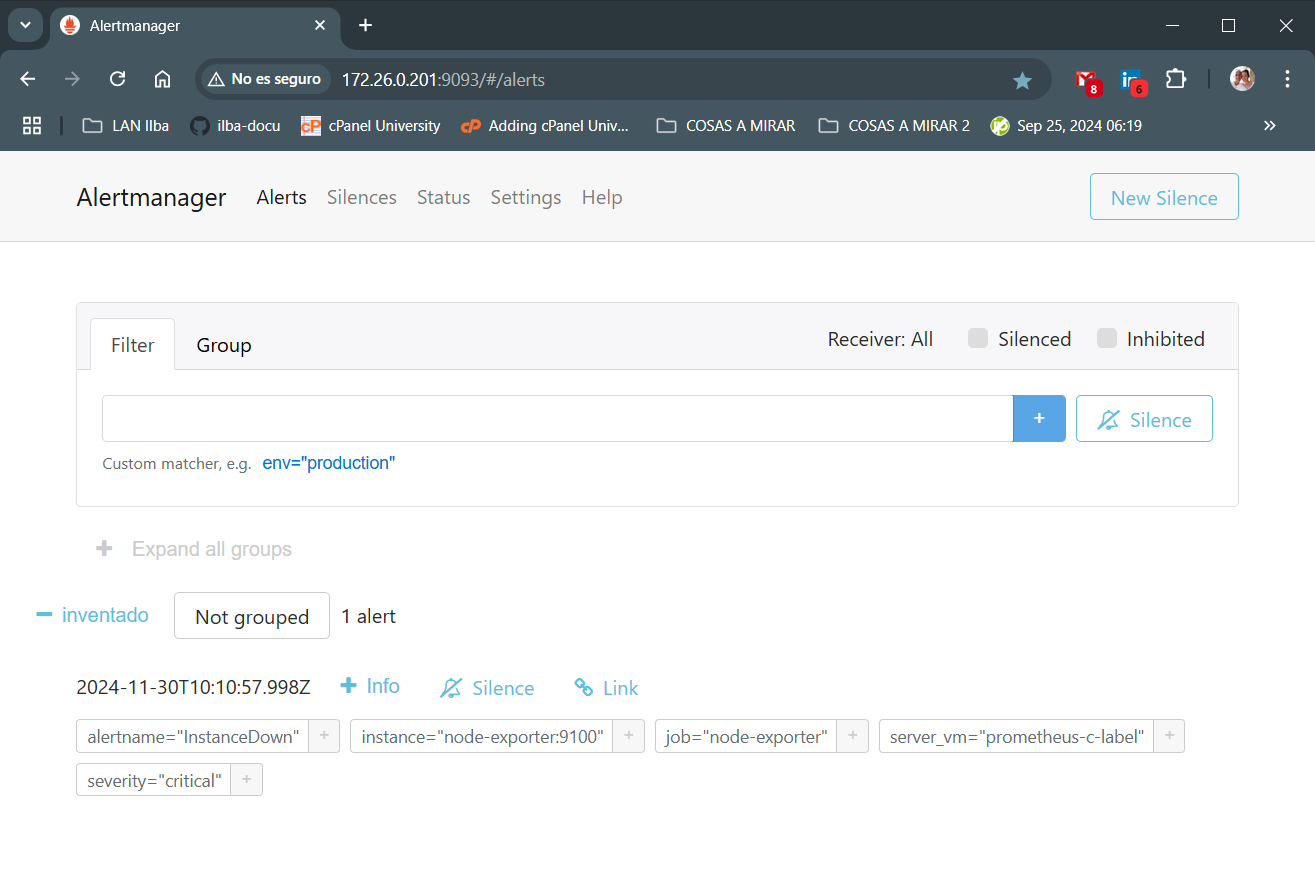 Alertmanager
No es seguro 172.26.0.201:9093/#/alerts 8 6
LAN Ilba ilba-docu cP cPanel University cP Adding cPanel Univ... COSAS A MIRAR COSAS A MIRAR 2 Sep 25, 2024 06:19
Alertmanager Alerts Silences Status Settings Help New Silence
Filter Group Receiver: All Silenced Inhibited
+ Silence
Custom matcher, e.g. env="production"
+ Expand all groups
− inventado Not grouped 1 alert
2024-11-30T10:10:57.998Z + Info Silence Link
alertname="InstanceDown" + instance="node-exporter:9100" + job="node-exporter" + server_vm="prometheus-c-label" +
severity="critical" +